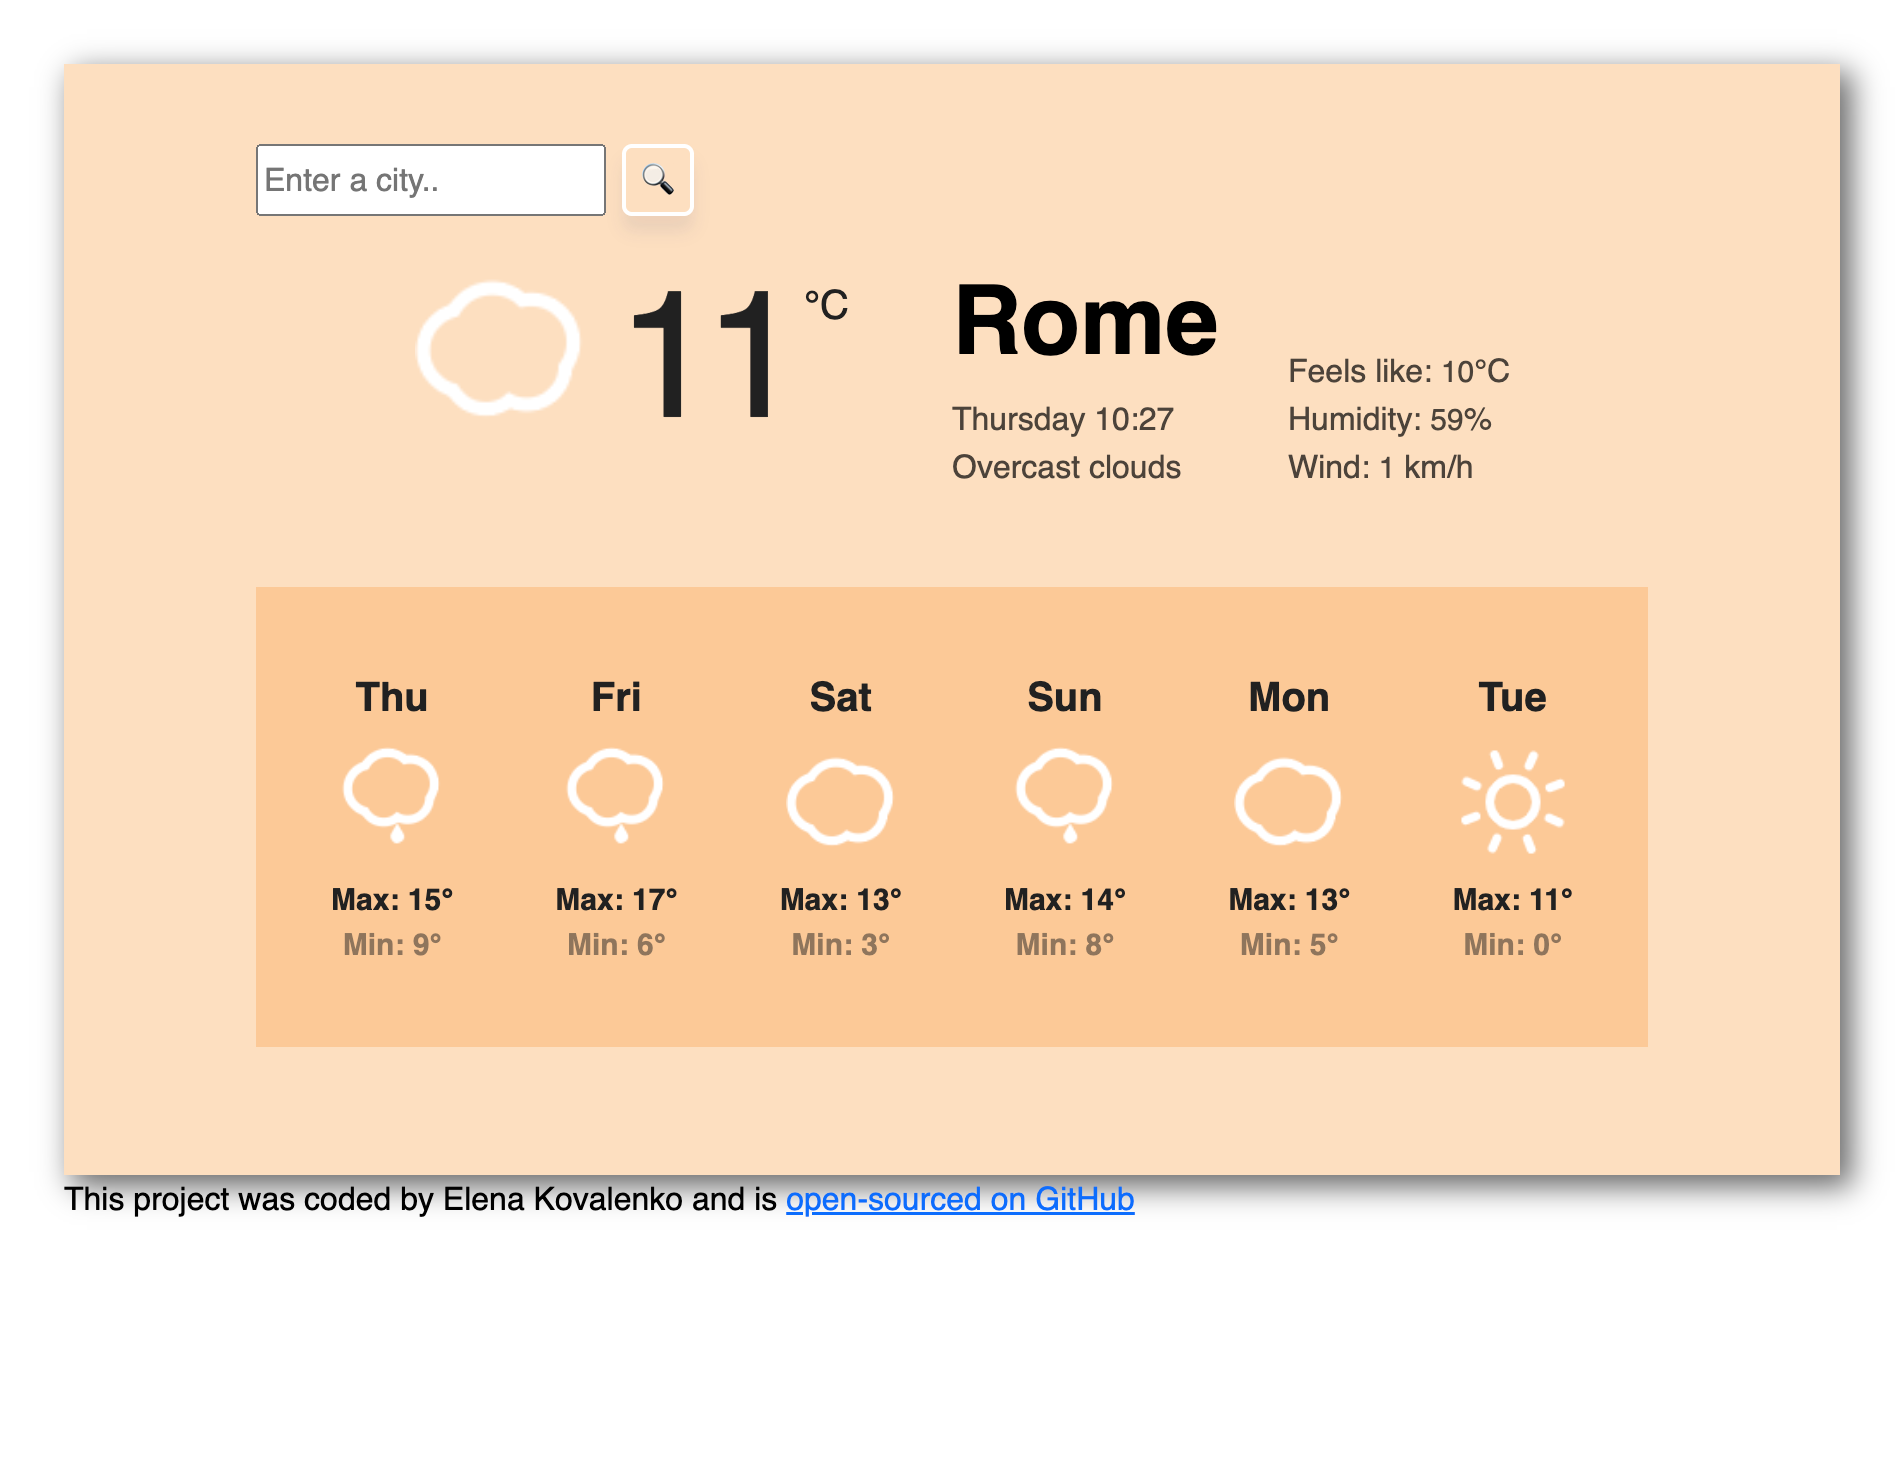 Enter a city..
11 °C
Rome
Thursday 10:27
Overcast clouds
Feels like: 10°C
Humidity: 59%
Wind: 1 km/h
Thu Fri Sat Sun Mon Tue
Max: 15° Max: 17° Max: 13° Max: 14° Max: 13° Max: 11°
Min: 9° Min: 6° Min: 3° Min: 8° Min: 5° Min: 0°
This project was coded by Elena Kovalenko and is open-sourced on GitHub